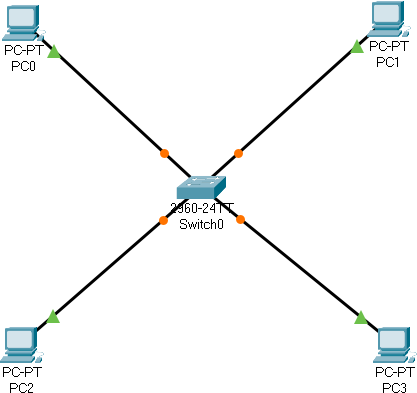 PC-PT
PC0
PC-PT
PC1
2960-24TT
Switch0
PC-PT
PC2
PC-PT
PC3